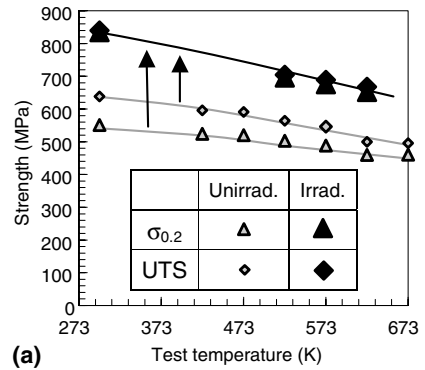 900
800
700
600
500
400
300
200
100
0
Strength (MPa)
Unirrad. Irrad.
σ0.2
UTS
273 373 473 573 673
(a) Test temperature (K)